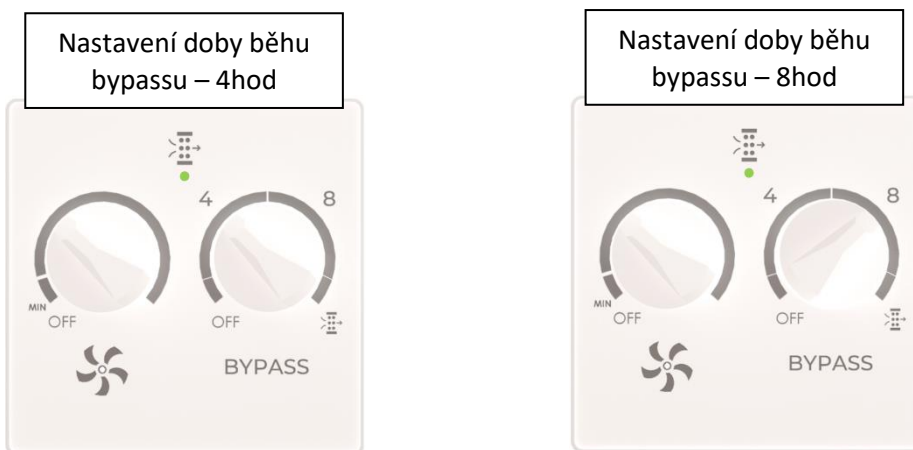 Nastavení doby běhu
bypassu – 4hod
4 8
MIN
OFF OFF
BYPASS
Nastavení doby běhu
bypassu – 8hod
4 8
MIN
OFF OFF
BYPASS